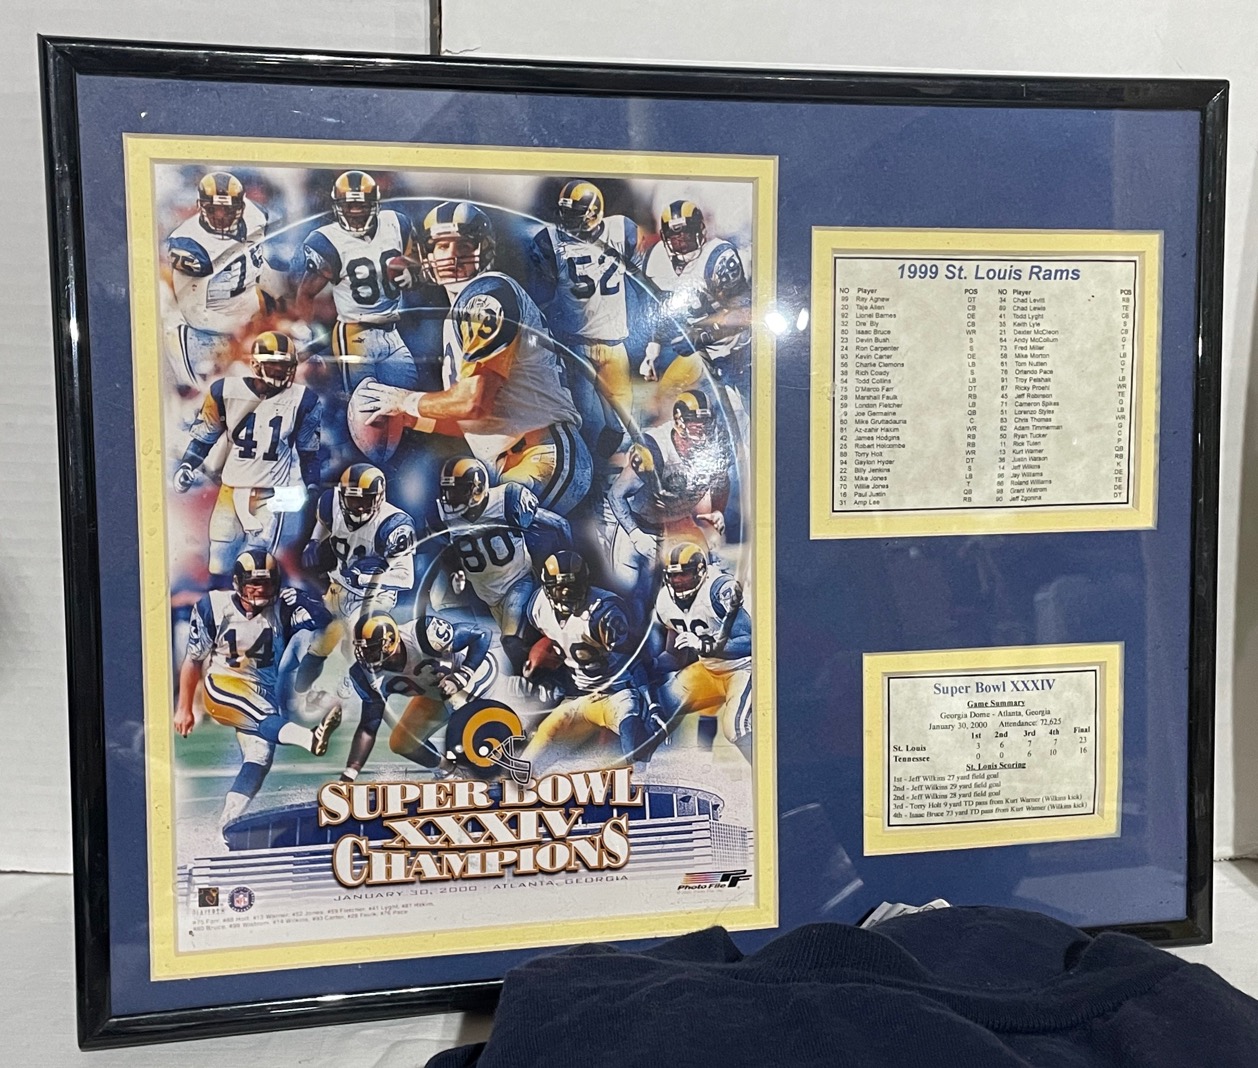 75
7
88
52
41
80
14
SUPER BOWL
XXXIV
CHAMPIONS
JANUARY 30, 2000 - ATLANTA, GEORGIA
PLAYERS
Photo File
1999 St. Louis Rams
NO Player POS NO Player POS
89 Ray Agnew DT 34 Chad Levitt RB
20 Taje Allen CB 89 Chad Lewis TE
92 Lionel Barnes DE 41 Todd Lyght CB
32 Dre' Bly CB 35 Keith Lyle S
80 Isaac Bruce WR 21 Dexter McCleon CB
23 Devin Bush S 64 Andy McCollum G
24 Ron Carpenter S 73 Fred Miller T
93 Kevin Carter DE 58 Mike Morton LB
56 Charlie Clemons LB 61 Tom Nutten G
38 Rich Coady S 76 Orlando Pace T
54 Todd Collins LB 91 Troy Pelshak LB
75 D'Marco Farr DT 87 Ricky Proehl WR
28 Marshall Faulk RB 45 Jeff Robinson TE
59 London Fletcher LB 71 Cameron Spikes G
9 Joe Germaine QB 51 Lorenzo Styles LB
50 Mike Gruttadauria C 83 Chris Thomas WR
81 Az-zahir Hakim WR 62 Adam Timmerman G
42 James Hodgins RB 50 Ryan Tucker C
25 Robert Holcombe RB 11 Rick Tuten P
88 Torry Holt WR 13 Kurt Warner QB
94 Gaylon Hyder DT 36 Justin Watson RB
22 Billy Jenkins S 14 Jeff Wilkins K
52 Mike Jones LB 96 Jay Williams DE
70 Willie Jones T 86 Roland Williams TE
16 Paul Justin QB 98 Grant Wistrom DE
31 Amp Lee RB 90 Jeff Zgonina DT
Super Bowl XXXIV
Game Summary
Georgia Dome - Atlanta, Georgia
January 30, 2000 Attendance: 72,625
1st 2nd 3rd 4th Final
St. Louis 3 6 7 7 23
Tennessee 0 0 6 10 16
St. Louis Scoring
1st - Jeff Wilkins 27 yard field goal
2nd - Jeff Wilkins 29 yard field goal
2nd - Jeff Wilkins 28 yard field goal
3rd - Torry Holt 9 yard TD pass from Kurt Warner (Wilkins kick)
4th - Isaac Bruce 73 yard TD pass from Kurt Warner (Wilkins kick)